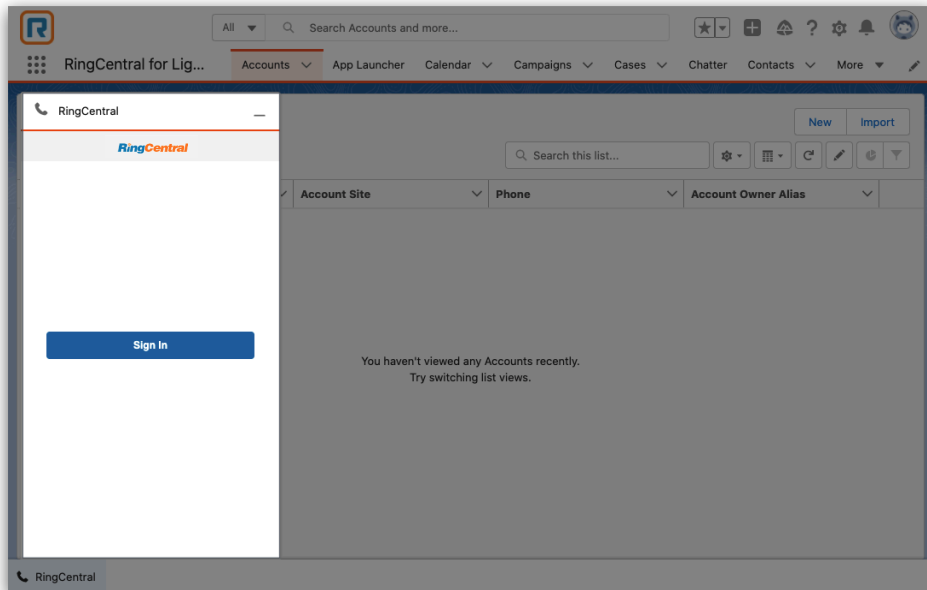 All
Search Accounts and more...
RingCentral for Lig...
Accounts
App Launcher
Calendar
Campaigns
Cases
Chatter
Contacts
More
RingCentral
RingCentral
Sign In
New
Import
Search this list...
Account Site
Phone
Account Owner Alias
You haven't viewed any Accounts recently.
Try switching list views.
RingCentral